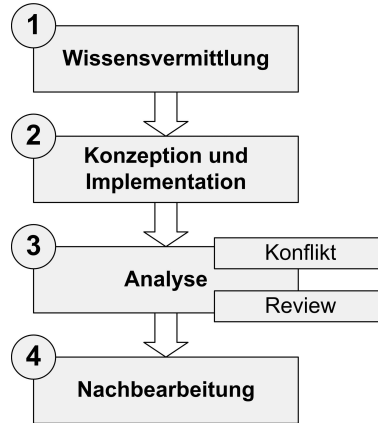 1
Wissensvermittlung
2
Konzeption und
Implementation
3
Konflikt
Analyse
Review
4
Nachbearbeitung